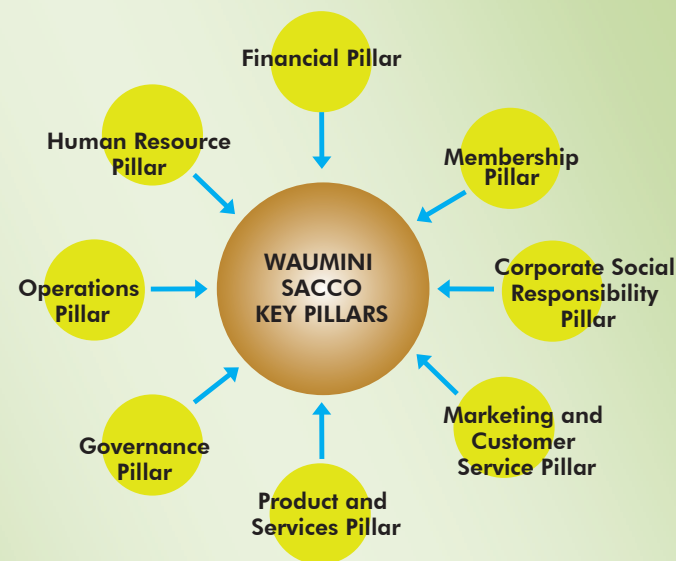 Financial Pillar
Human Resource
Pillar
Membership
Pillar
WAUMINI
SACCO
KEY PILLARS
Operations
Pillar
Corporate Social
Responsibility
Pillar
Governance
Pillar
Marketing and
Customer
Service Pillar
Product and
Services Pillar